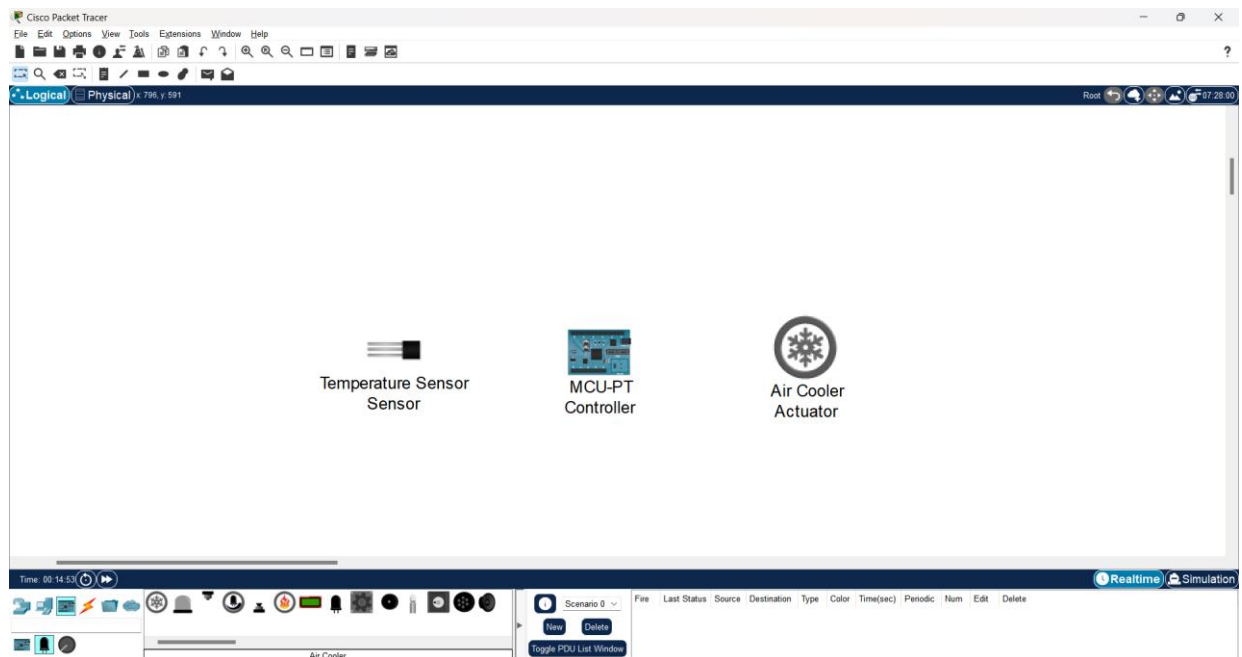 Cisco Packet Tracer
File Edit Options View Tools Extensions Window Help
?
Logical Physical x: 796, y: 591 Root 07:28:00
Temperature Sensor
Sensor
MCU-PT
Controller
Air Cooler
Actuator
Time: 00:14:53 Realtime Simulation
Scenario 0 Fire Last Status Source Destination Type Color Time(sec) Periodic Num Edit Delete
New Delete
Toggle PDU List Window
Air Cooler